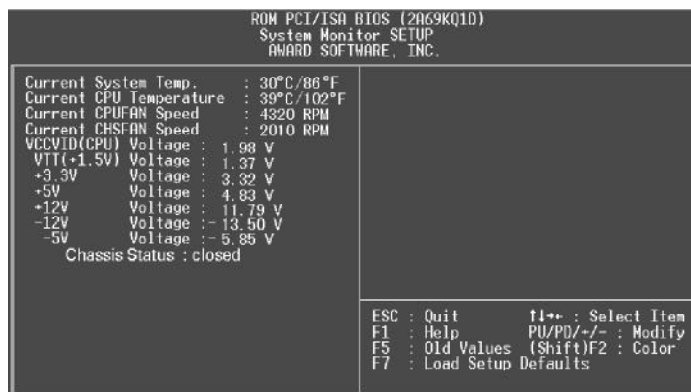 ROM PCI/ISA BIOS (2A69KQ1D)
System Monitor SETUP
AWARD SOFTWARE, INC.
Current System Temp. : 30°C/86°F
Current CPU Temperature : 39°C/102°F
Current CPUFAN Speed : 4320 RPM
Current CHSFAN Speed : 2010 RPM
VCCVID(CPU) Voltage : 1.98 V
VTT(+1.5V) Voltage : 1.37 V
+3.3V Voltage : 3.32 V
+5V Voltage : 4.83 V
+12V Voltage : 11.79 V
-12V Voltage :- 13.50 V
-5V Voltage :- 5.85 V
Chassis Status : closed
ESC : Quit ↑↓→← : Select Item
F1 : Help PU/PD/+/- : Modify
F5 : Old Values (Shift)F2 : Color
F7 : Load Setup Defaults